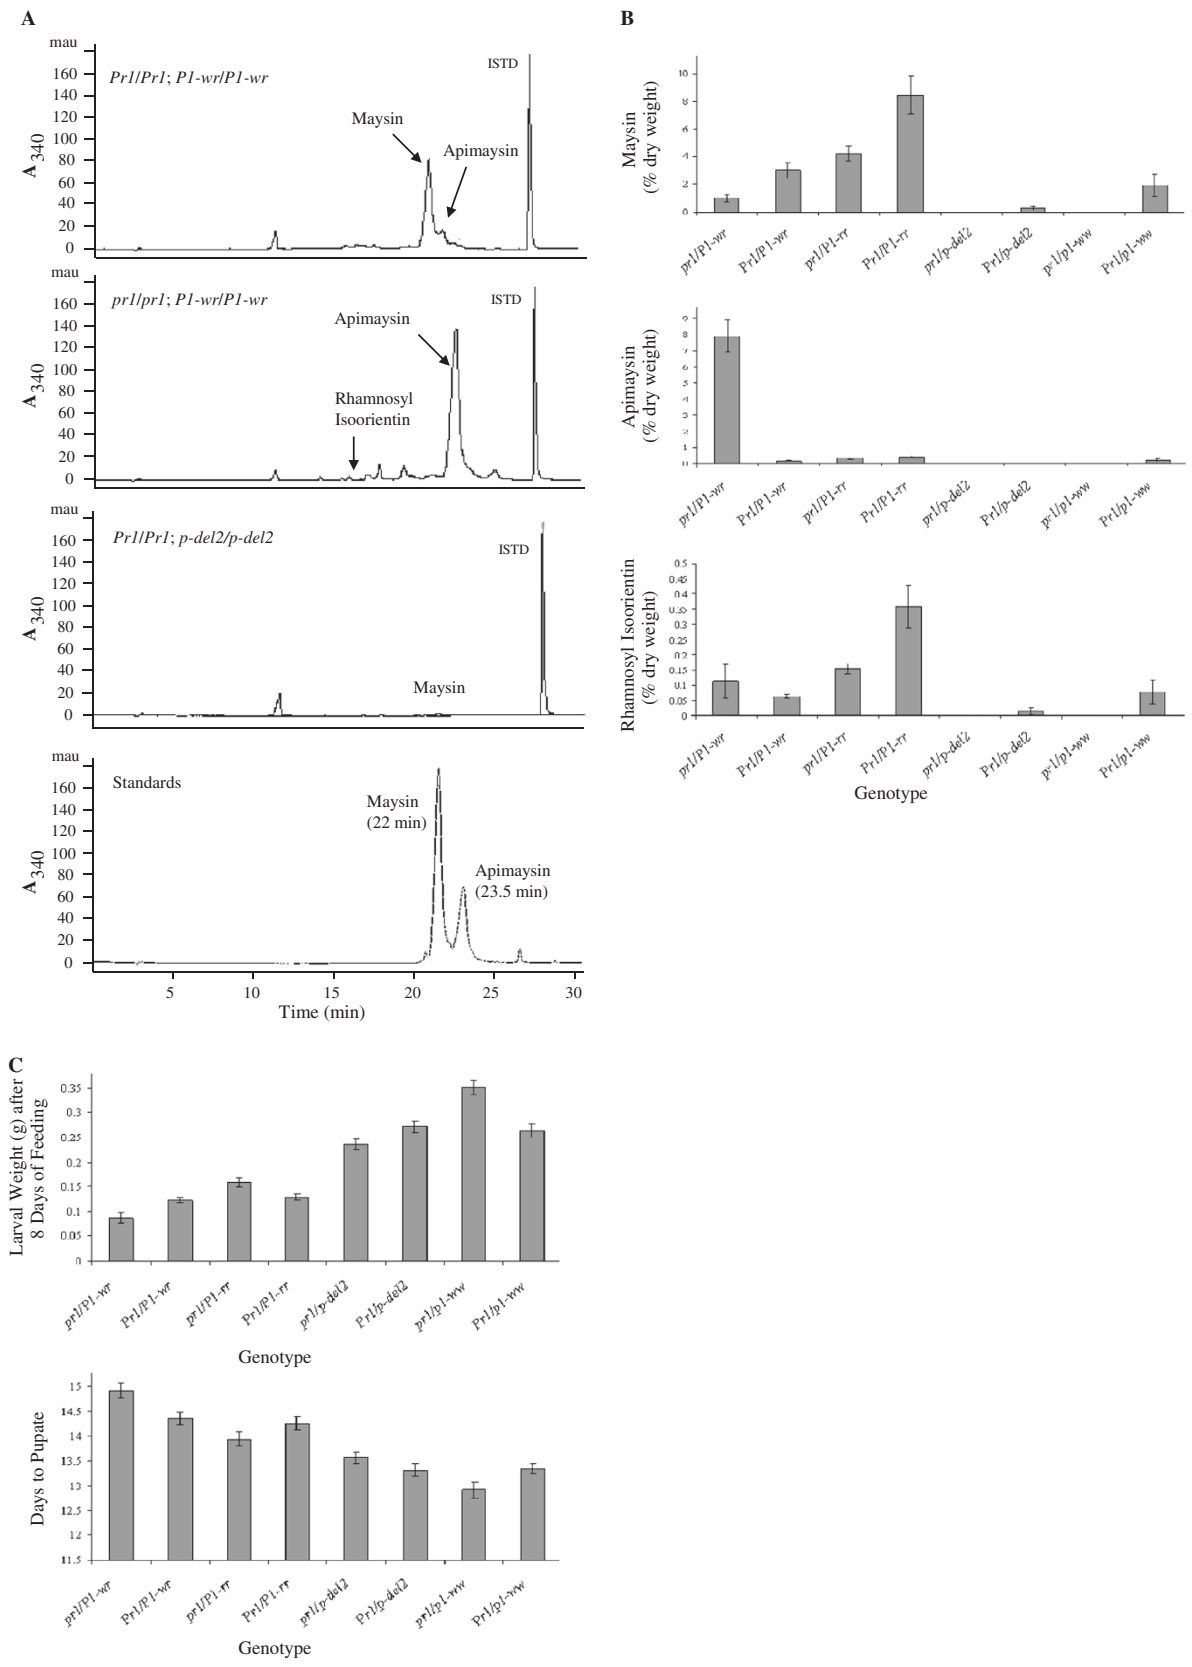 A
mau
160
140
120
100
80
60
40
20
0
A340
Pr1/Pr1; P1-wr/P1-wr
Maysin
Apimaysin
ISTD
mau
160
140
120
100
80
60
40
20
0
A340
pr1/pr1; P1-wr/P1-wr
Apimaysin
Rhamnosyl
Isoorientin
ISTD
mau
160
140
120
100
80
60
40
20
0
A340
Pr1/Pr1; p-del2/p-del2
Maysin
ISTD
mau
160
140
120
100
80
60
40
20
0
A340
Standards
Maysin
(22 min)
Apimaysin
(23.5 min)
5 10 15 20 25 30
Time (min)
B
Maysin
(% dry weight)
10
8
6
4
2
0
pr1/P1-wr Pr1/P1-wr pr1/P1-rr Pr1/P1-rr pr1/p-del2 Pr1/p-del2 p-1/p1-ww Pr1/p1-ww
Apimaysin
(% dry weight)
9
8
7
6
5
4
3
2
1
0
pr1/P1-wr Pr1/P1-wr pr1/P1-rr Pr1/P1-rr pr1/p-del2 Pr1/p-del2 p-1/p1-ww Pr1/p1-ww
Rhamnosyl Isoorientin
(% dry weight)
0.5
0.45
0.4
0.35
0.3
0.25
0.2
0.15
0.1
0.05
0
pr1/P1-wr Pr1/P1-wr pr1/P1-rr Pr1/P1-rr pr1/p-del2 Pr1/p-del2 p-1/p1-ww Pr1/p1-ww
Genotype
C
Larval Weight (g) after
8 Days of Feeding
0.35
0.3
0.25
0.2
0.15
0.1
0.05
0
pr1/P1-wr Pr1/P1-wr pr1/P1-rr Pr1/P1-rr pr1/p-del2 Pr1/p-del2 pr1/p1-ww Pr1/p1-ww
Genotype
Days to Pupate
15
14.5
14
13.5
13
12.5
12
11.5
pr1/P1-wr Pr1/P1-wr pr1/P1-rr Pr1/P1-rr pr1/p-del2 Pr1/p-del2 pr1/p1-ww Pr1/p1-ww
Genotype